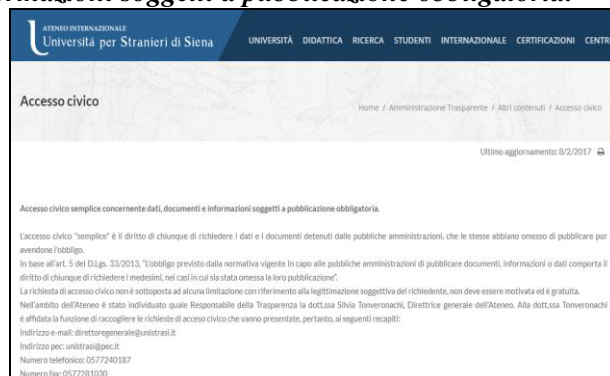 rmazioni soggetti a pubblicazione obbligatoria.
ATENEO INTERNAZIONALE
Università per Stranieri di Siena
UNIVERSITÀ DIDATTICA RICERCA STUDENTI INTERNAZIONALE CERTIFICAZIONI CENTRI
Accesso civico
Home / Amministrazione Trasparente / Altri contenuti / Accesso civico
Ultimo aggiornamento: 8/2/2017
Accesso civico semplice concernente dati, documenti e informazioni soggetti a pubblicazione obbligatoria.
L'accesso civico "semplice" è il diritto di chiunque di richiedere i dati e i documenti detenuti dalle pubbliche amministrazioni, che le stesse abbiano omesso di pubblicare pur
avendone l'obbligo.
In base all'art. 5 del D.Lgs. 33/2013, "L'obbligo previsto dalla normativa vigente in capo alle pubbliche amministrazioni di pubblicare documenti, informazioni o dati comporta il
diritto di chiunque di richiedere i medesimi, nei casi in cui sia stata omessa la loro pubblicazione".
La richiesta di accesso civico non è sottoposta ad alcuna limitazione con riferimento alla legittimazione soggettiva del richiedente, non deve essere motivata ed è gratuita.
Nell'ambito dell'Ateneo è stato individuato quale Responsabile della Trasparenza la dott.ssa Silvia Tonveronachi, Direttrice generale dell'Ateneo. Alla dott.ssa Tonveronachi
è affidata la funzione di raccogliere le richieste di acceso civico che vanno presentate, pertanto, ai seguenti recapiti:
Indirizzo e-mail: direttoregenerale@unistrasi.it
Indirizzo pec: unistrasi@pec.it
Numero telefonico: 0577240187
Numero fax: 0577281030